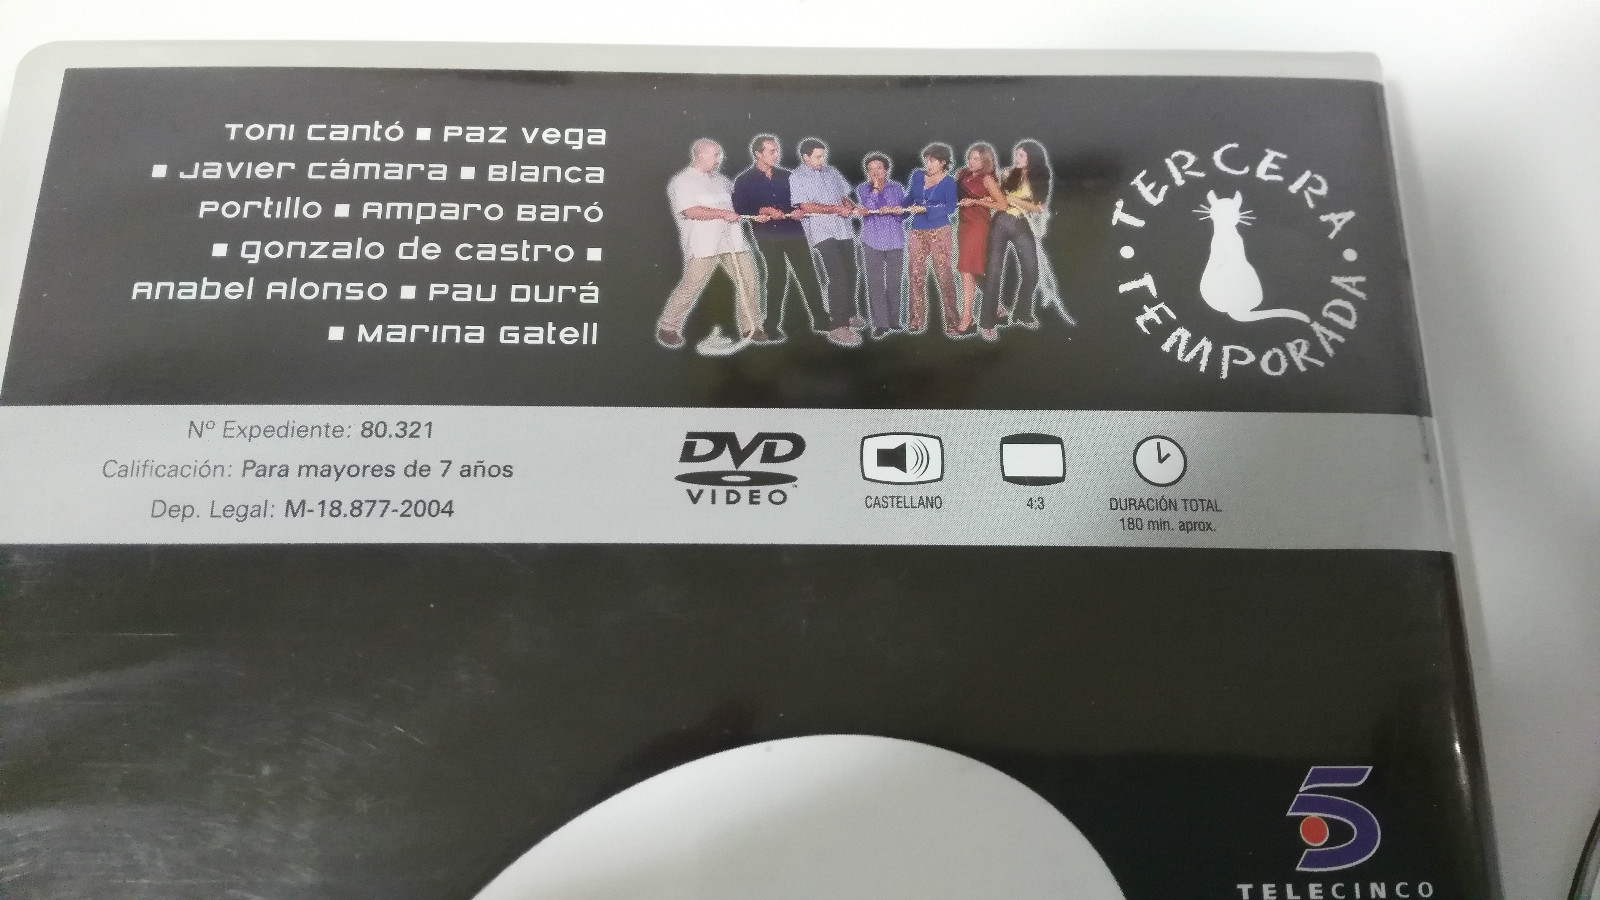 Toni Cantó ■ Paz Vega
■ Javier Cámara ■ Blanca
Portillo ■ Amparo Baró
■ Gonzalo de Castro ■
Anabel Alonso ■ Pau Durá
■ Marina Gatell
• TERCERA •
TEMPORADA
Nº Expediente: 80.321
Calificación: Para mayores de 7 años
Dep. Legal: M-18.877-2004
DVD
VIDEO™
CASTELLANO
4:3
DURACIÓN TOTAL
180 min. aprox.
5
TELECINCO